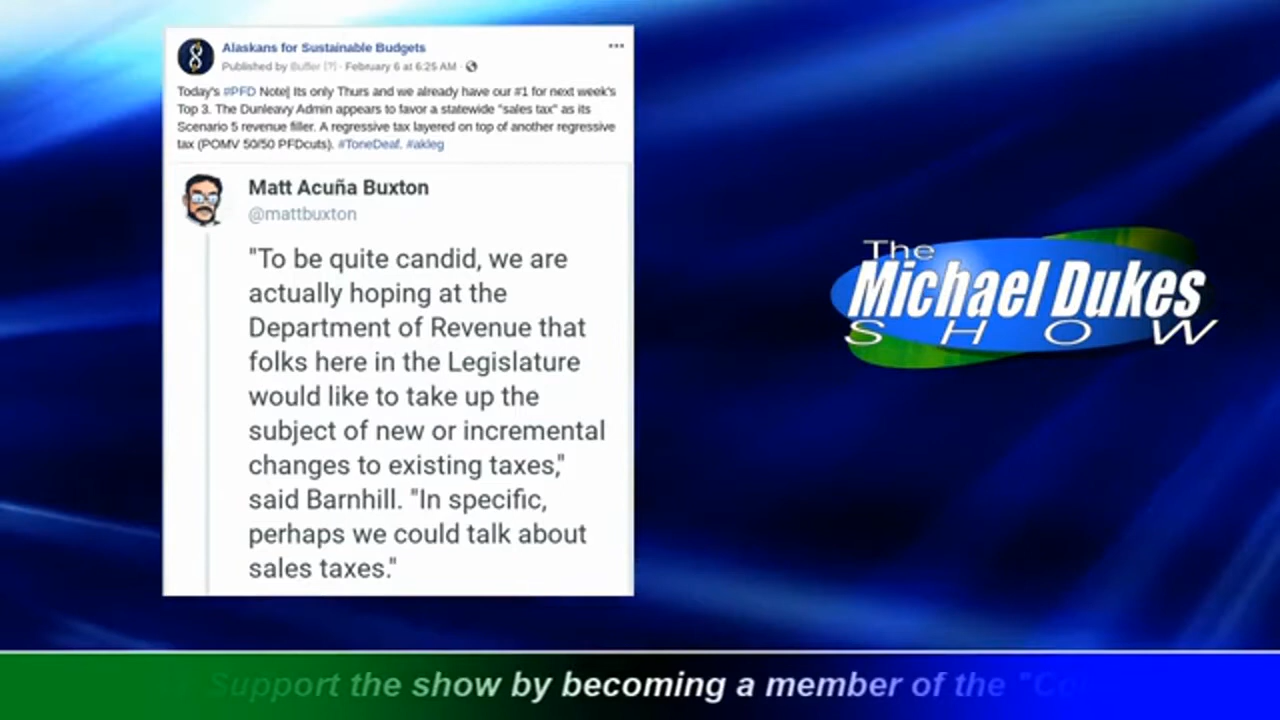 Alaskans for Sustainable Budgets
Published by Buffer [?] · February 6 at 6:25 AM ·
Today's #PFD Note| Its only Thurs and we already have our #1 for next week's
Top 3. The Dunleavy Admin appears to favor a statewide "sales tax" as its
Scenario 5 revenue filler. A regressive tax layered on top of another regressive
tax (POMV 50/50 PFDcuts). #ToneDeaf. #akleg
Matt Acuña Buxton
@mattbuxton
"To be quite candid, we are
actually hoping at the
Department of Revenue that
folks here in the Legislature
would like to take up the
subject of new or incremental
changes to existing taxes,"
said Barnhill. "In specific,
perhaps we could talk about
sales taxes."
The
Michael Dukes
SHOW
Support the show by becoming a member of the "Co